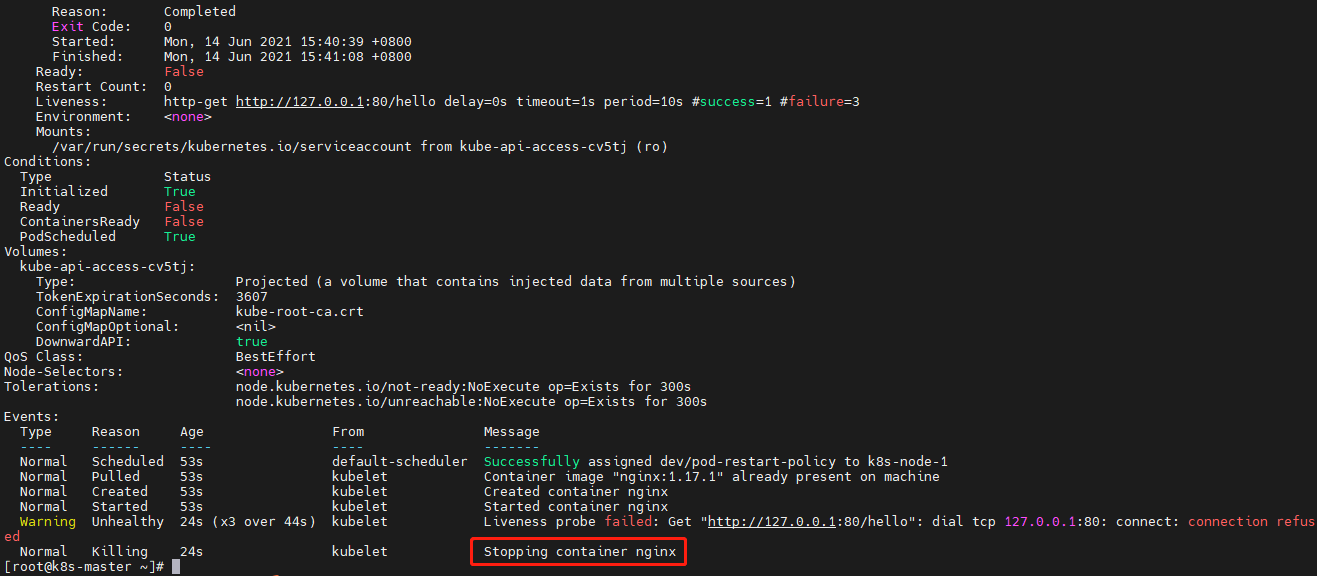 Reason:       Completed
Exit Code:    0
Started:      Mon, 14 Jun 2021 15:40:39 +0800
Finished:     Mon, 14 Jun 2021 15:41:08 +0800
Ready:          False
Restart Count:  0
Liveness:       http-get http://127.0.0.1:80/hello delay=0s timeout=1s period=10s #success=1 #failure=3
Environment:    <none>
Mounts:
/var/run/secrets/kubernetes.io/serviceaccount from kube-api-access-cv5tj (ro)
Conditions:
Type              Status
Initialized       True
Ready             False
ContainersReady   False
PodScheduled      True
Volumes:
kube-api-access-cv5tj:
Type:                    Projected (a volume that contains injected data from multiple sources)
TokenExpirationSeconds:  3607
ConfigMapName:           kube-root-ca.crt
ConfigMapOptional:       <nil>
DownwardAPI:             true
QoS Class:                   BestEffort
Node-Selectors:              <none>
Tolerations:                 node.kubernetes.io/not-ready:NoExecute op=Exists for 300s
node.kubernetes.io/unreachable:NoExecute op=Exists for 300s
Events:
Type     Reason     Age                From               Message
----     ------     ----               ----               -------
Normal   Scheduled  53s                default-scheduler  Successfully assigned dev/pod-restart-policy to k8s-node-1
Normal   Pulled     53s                kubelet            Container image "nginx:1.17.1" already present on machine
Normal   Created    53s                kubelet            Created container nginx
Normal   Started    53s                kubelet            Started container nginx
Warning  Unhealthy  24s (x3 over 44s)  kubelet            Liveness probe failed: Get "http://127.0.0.1:80/hello": dial tcp 127.0.0.1:80: connect: connection refus
ed
Normal   Killing    24s                kubelet            Stopping container nginx
[root@k8s-master ~]#